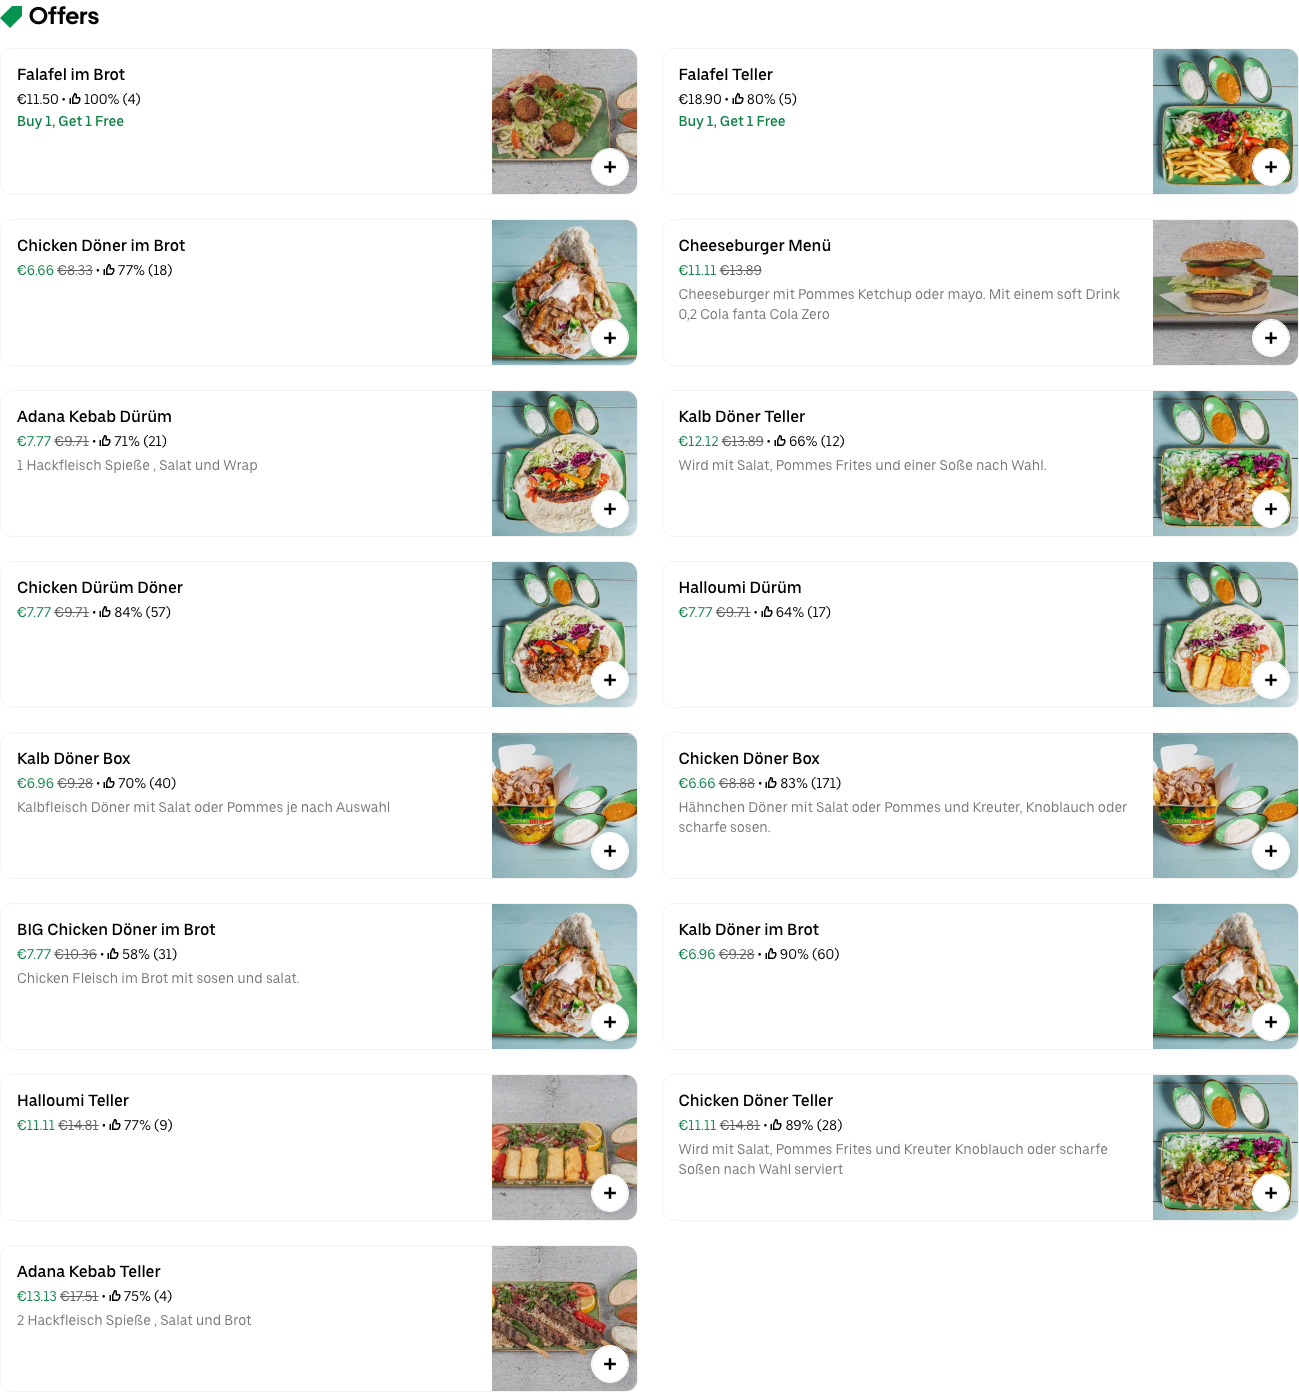 Offers
Falafel im Brot
€11.50 • 100% (4)
Buy 1, Get 1 Free
Falafel Teller
€18.90 • 80% (5)
Buy 1, Get 1 Free
Chicken Döner im Brot
€6.66 €8.33 • 77% (18)
Cheeseburger Menü
€11.11 €13.89
Cheeseburger mit Pommes Ketchup oder mayo. Mit einem soft Drink
0,2 Cola fanta Cola Zero
Adana Kebab Dürüm
€7.77 €9.71 • 71% (21)
1 Hackfleisch Spieße , Salat und Wrap
Kalb Döner Teller
€12.12 €13.89 • 66% (12)
Wird mit Salat, Pommes Frites und einer Soße nach Wahl.
Chicken Dürüm Döner
€7.77 €9.71 • 84% (57)
Halloumi Dürüm
€7.77 €9.71 • 64% (17)
Kalb Döner Box
€6.96 €9.28 • 70% (40)
Kalbfleisch Döner mit Salat oder Pommes je nach Auswahl
Chicken Döner Box
€6.66 €8.88 • 83% (171)
Hähnchen Döner mit Salat oder Pommes und Kreuter, Knoblauch oder
scharfe sosen.
BIG Chicken Döner im Brot
€7.77 €10.36 • 58% (31)
Chicken Fleisch im Brot mit sosen und salat.
Kalb Döner im Brot
€6.96 €9.28 • 90% (60)
Halloumi Teller
€11.11 €14.81 • 77% (9)
Chicken Döner Teller
€11.11 €14.81 • 89% (28)
Wird mit Salat, Pommes Frites und Kreuter Knoblauch oder scharfe
Soßen nach Wahl serviert
Adana Kebab Teller
€13.13 €17.51 • 75% (4)
2 Hackfleisch Spieße , Salat und Brot